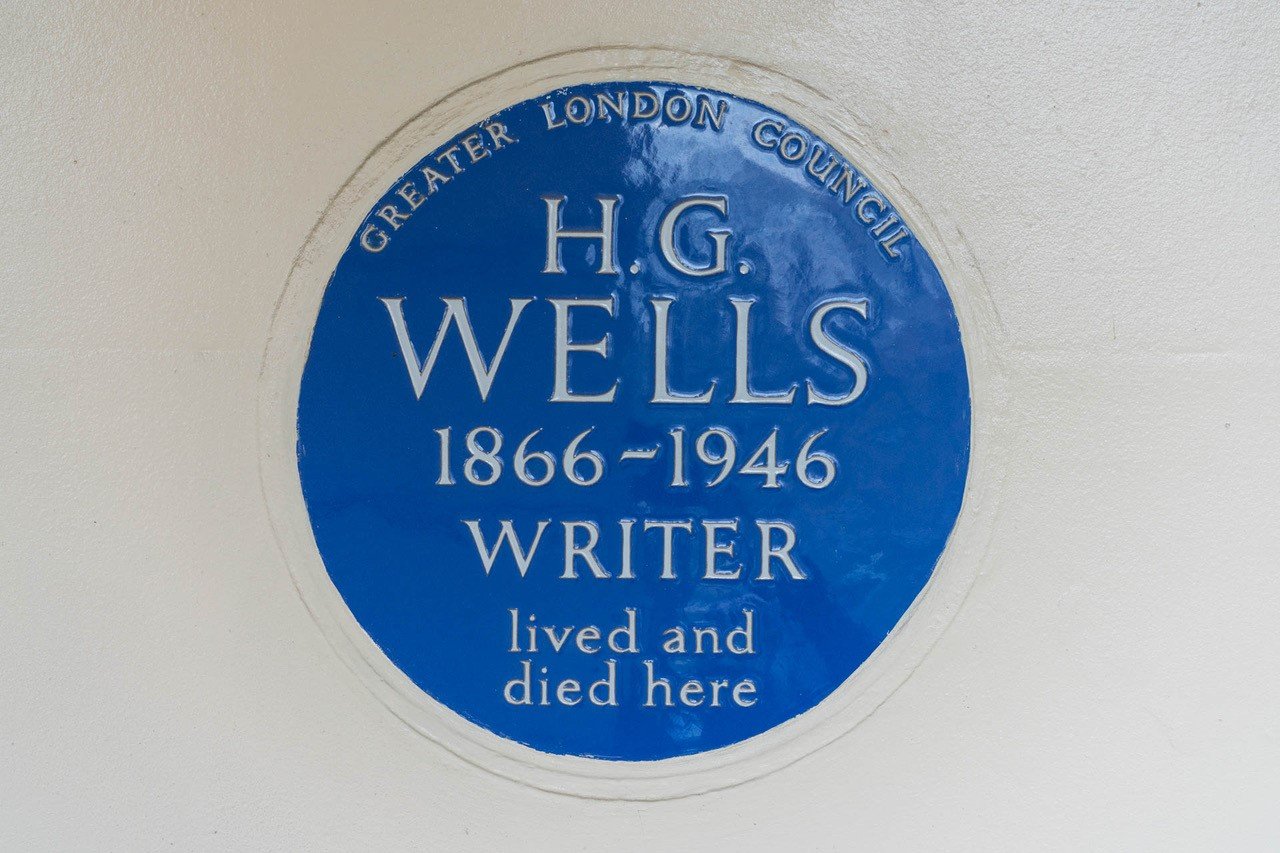 GREATER LONDON COUNCIL
H.G.
WELLS
1866-1946
WRITER
lived and
died here